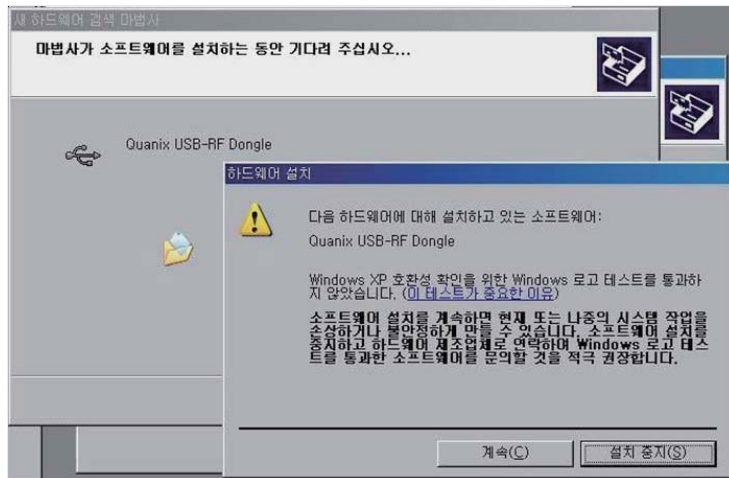 새 하드웨어 검색 마법사
마법사가 소프트웨어를 설치하는 동안 기다려 주십시오...
Quanix USB-RF Dongle
하드웨어 설치
다음 하드웨어에 대해 설치하고 있는 소프트웨어:
Quanix USB-RF Dongle
Windows XP 호환성 확인을 위한 Windows 로고 테스트를 통과하
지 않았습니다. (이 테스트가 중요한 이유)
소프트웨어 설치를 계속하면 현재 또는 나중의 시스템 작업을
손상하거나 불안정하게 만들 수 있습니다. 소프트웨어 설치를
중지하고 하드웨어 제조업체로 연락하여 Windows 로고 테스
트를 통과한 소프트웨어를 문의할 것을 적극 권장합니다.
계속(C)
설치 중지(S)